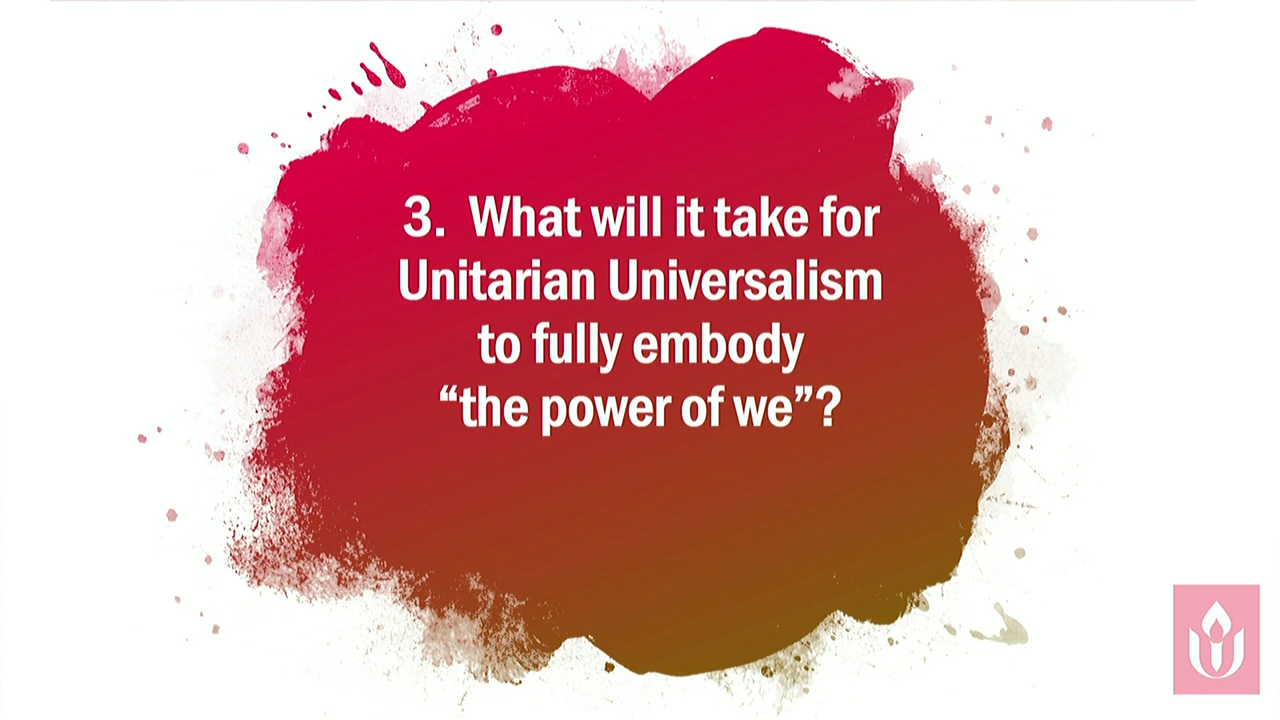 3. What will it take for
Unitarian Universalism
to fully embody
“the power of we”?